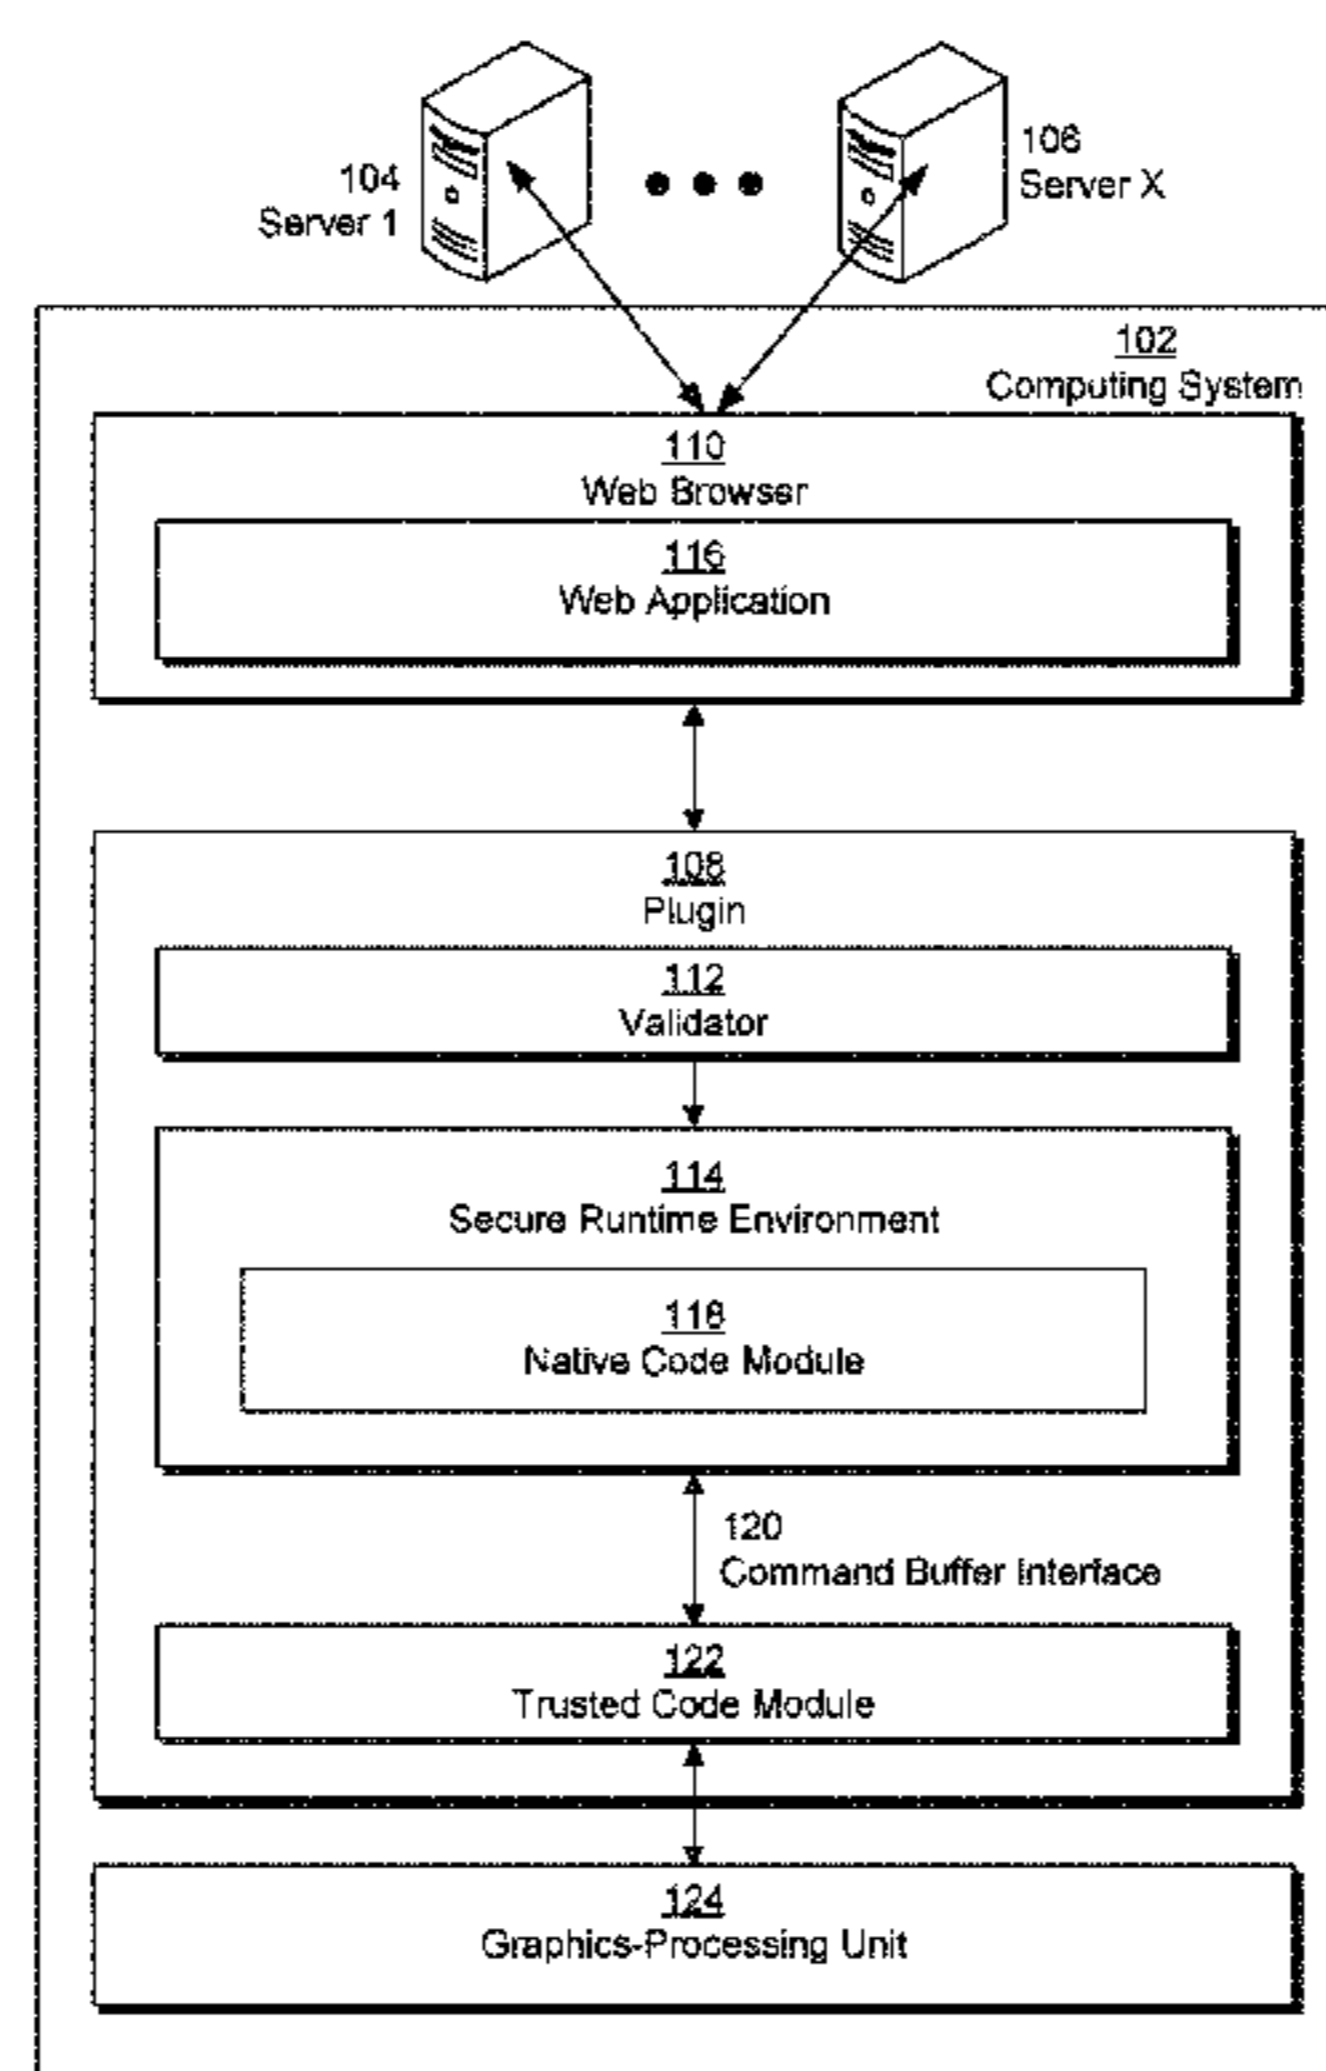 104
Server 1
106
Server X
102
Computing System
110
Web Browser
116
Web Application
108
Plugin
112
Validator
114
Secure Runtime Environment
118
Native Code Module
120
Command Buffer Interface
122
Trusted Code Module
124
Graphics-Processing Unit